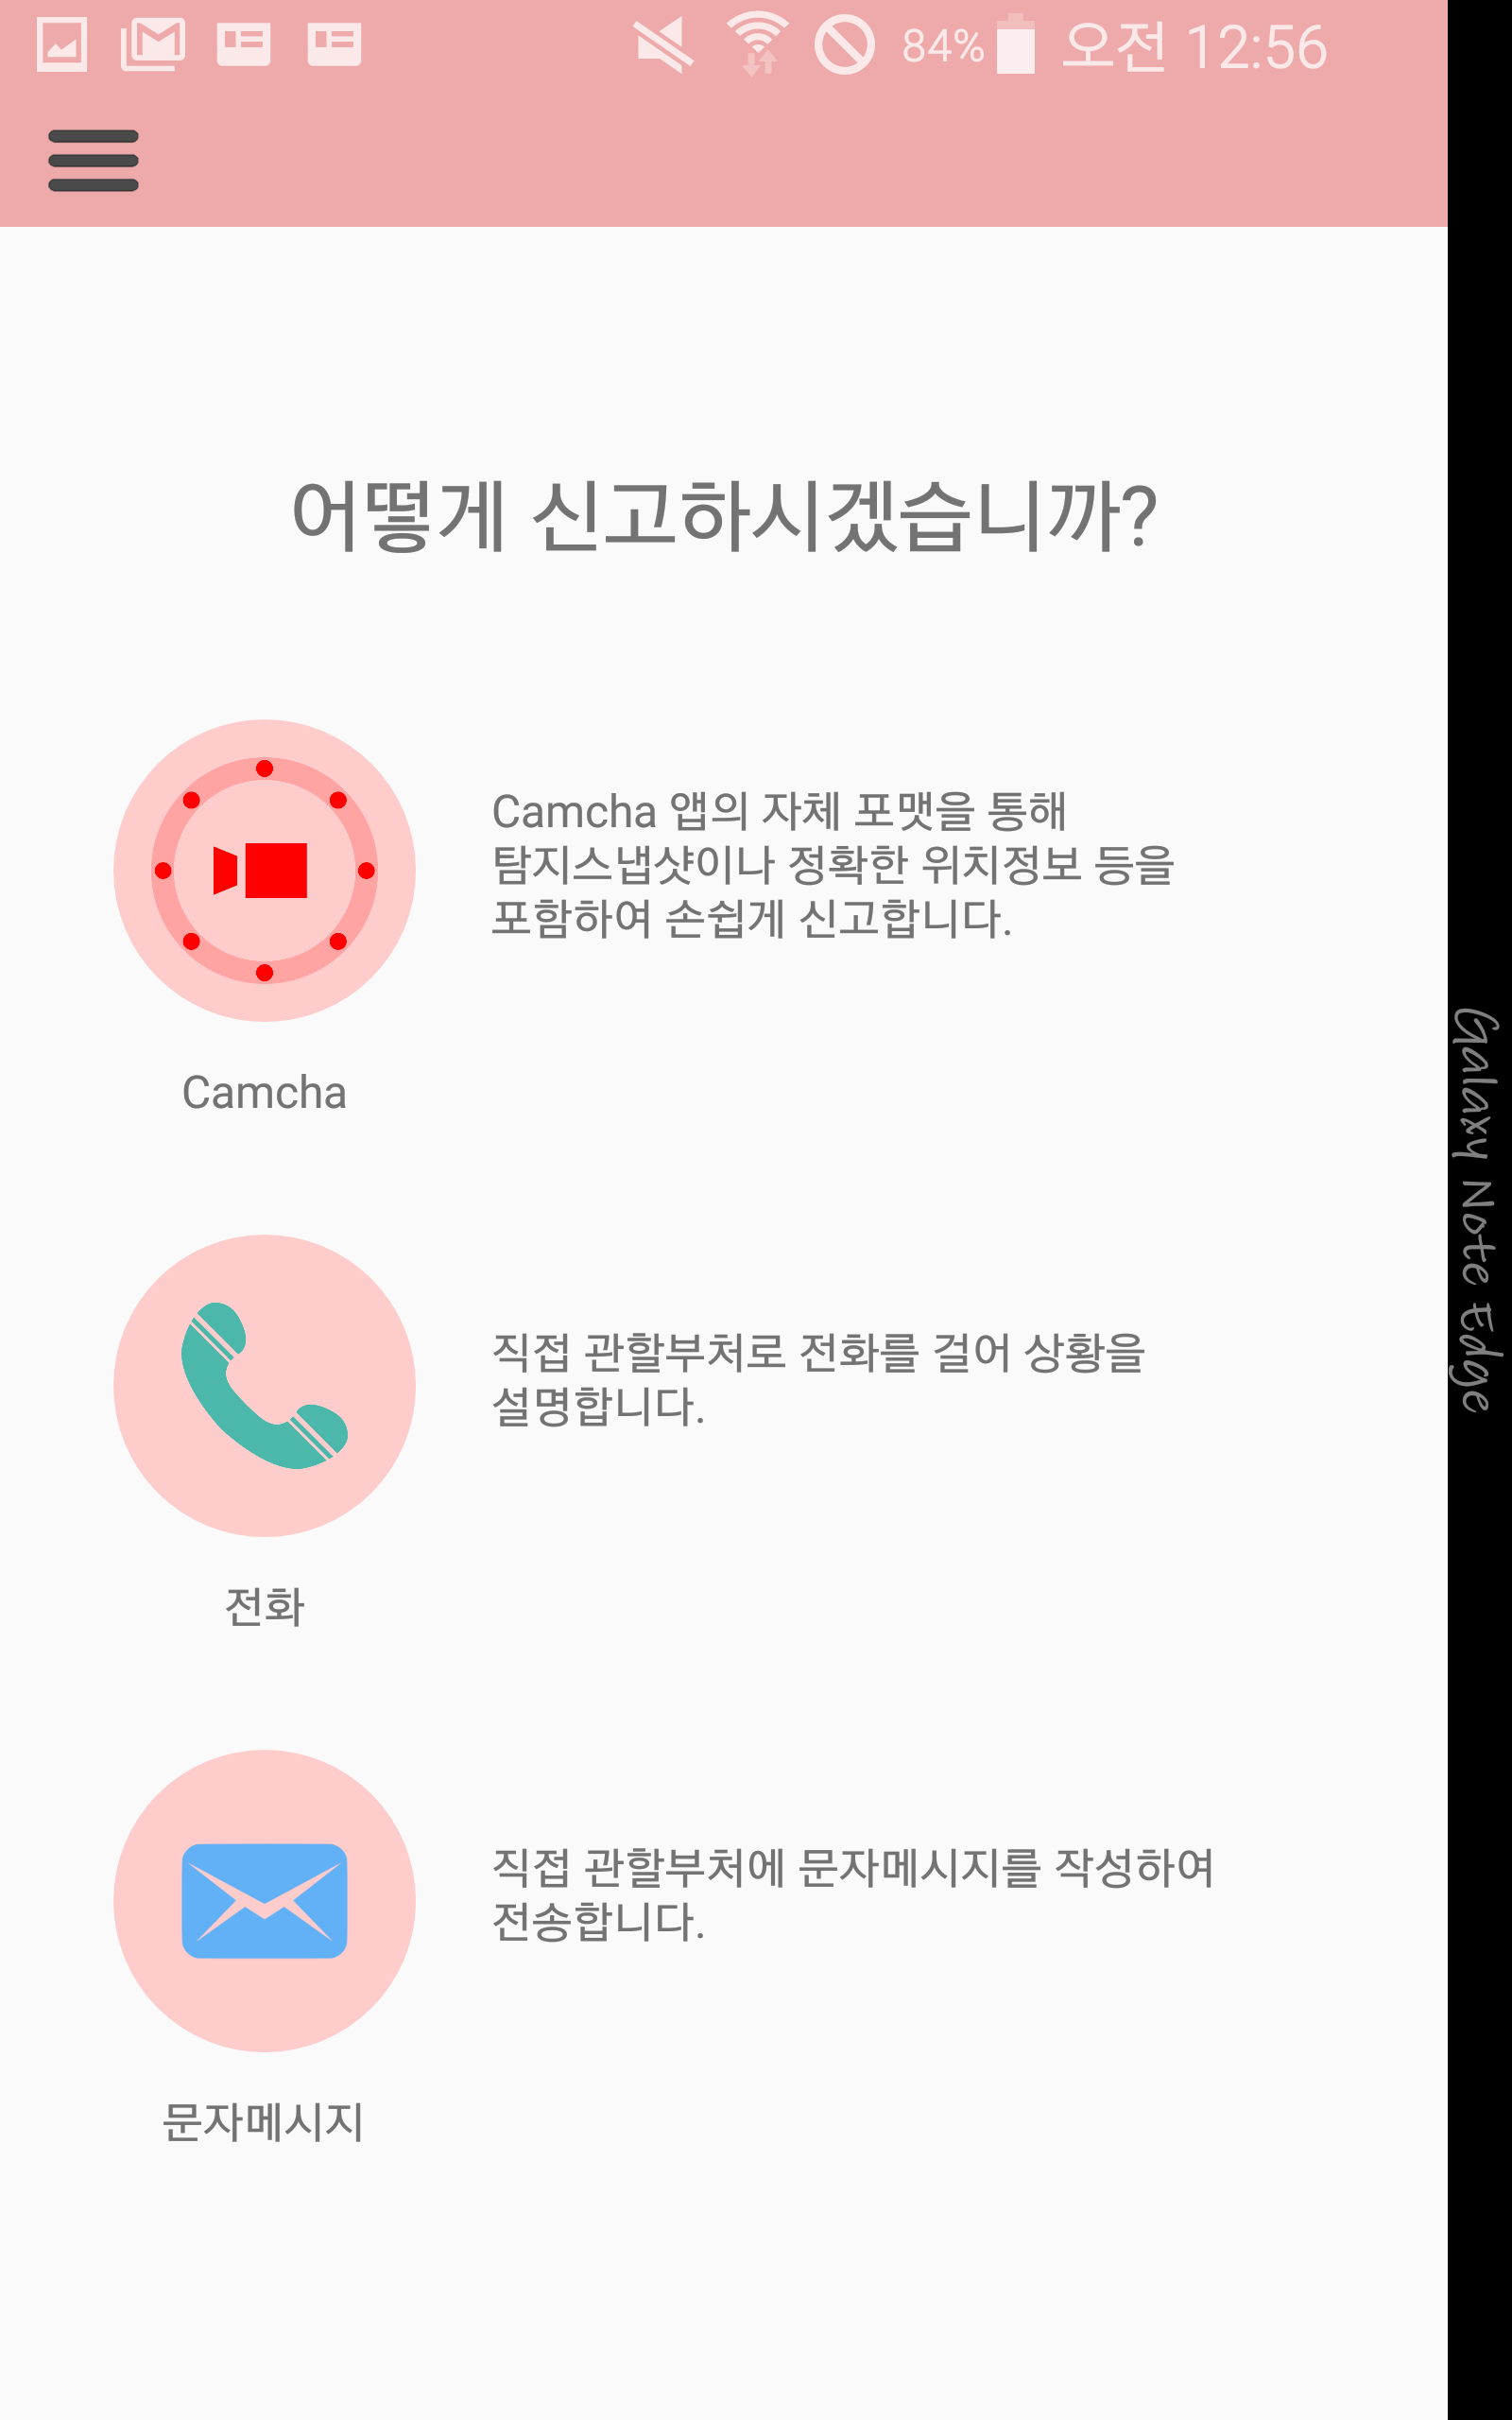 84% 오전 12:56
어떻게 신고하시겠습니까?
Camcha 앱의 자체 포맷을 통해
탐지스냅샷이나 정확한 위치정보 등을
포함하여 손쉽게 신고합니다.
Camcha
직접 관할부처로 전화를 걸어 상황을
설명합니다.
전화
직접 관할부처에 문자메시지를 작성하여
전송합니다.
문자메시지
Galaxy Note Edge